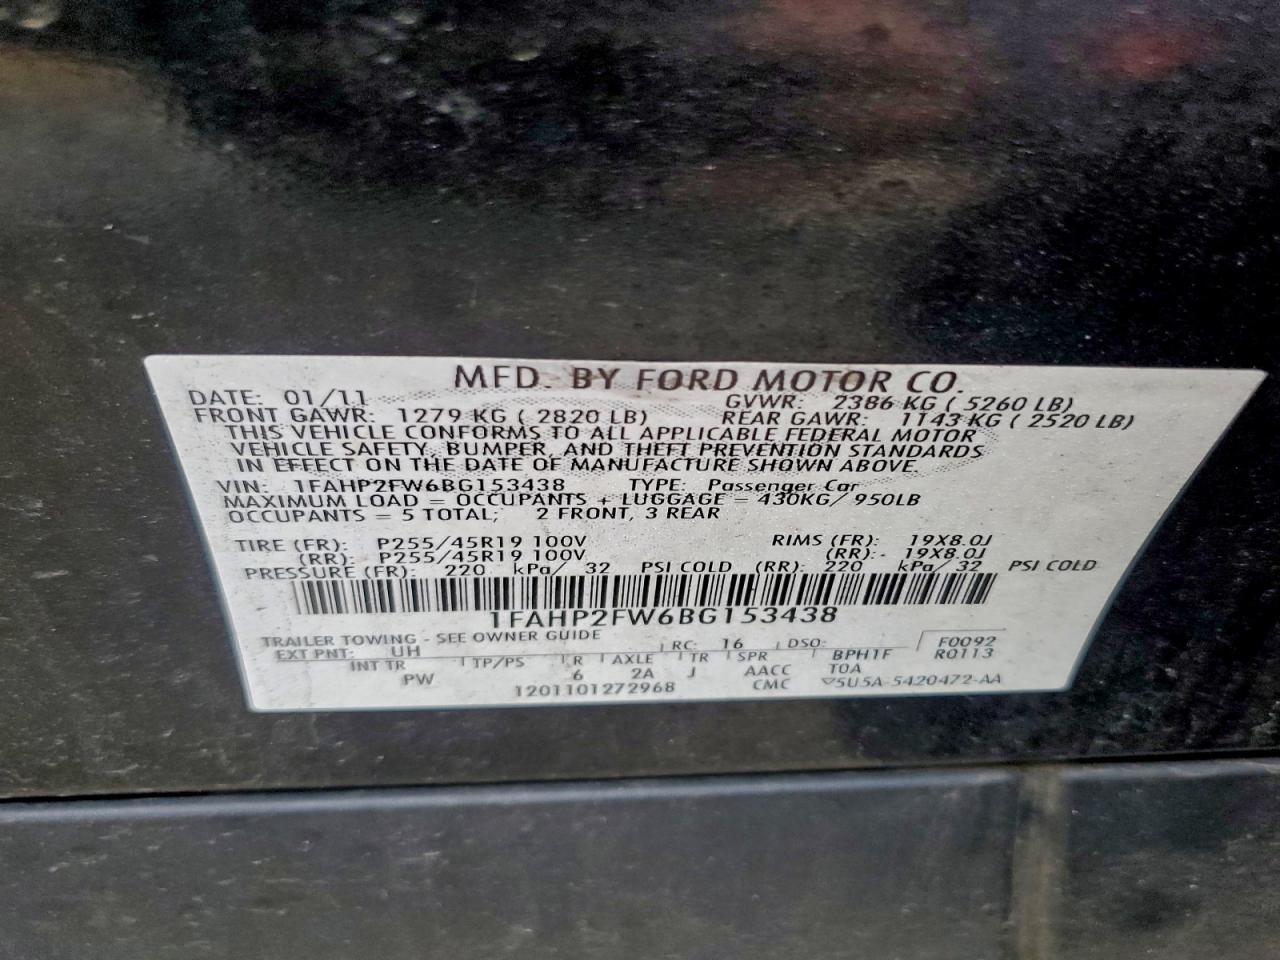 MFD. BY FORD MOTOR CO.
DATE: 01/11 GVWR: 2386 KG ( 5260 LB)
FRONT GAWR: 1279 KG ( 2820 LB) REAR GAWR: 1143 KG ( 2520 LB)
THIS VEHICLE CONFORMS TO ALL APPLICABLE FEDERAL MOTOR
VEHICLE SAFETY, BUMPER, AND THEFT PREVENTION STANDARDS
IN EFFECT ON THE DATE OF MANUFACTURE SHOWN ABOVE.
VIN: 1FAHP2FW6BG153438 TYPE: Passenger Car
MAXIMUM LOAD = OCCUPANTS + LUGGAGE = 430KG/ 950LB
OCCUPANTS = 5 TOTAL; 2 FRONT, 3 REAR
TIRE (FR): P255/45R19 100V RIMS (FR): 19X8.0J
(RR): P255/45R19 100V (RR): 19X8.0J
PRESSURE (FR): 220 kPa/ 32 PSI COLD (RR): 220 kPa/ 32 PSI COLD
1FAHP2FW6BG153438
TRAILER TOWING - SEE OWNER GUIDE
EXT PNT: UH RC: 16 DSO: F0092
R0113
INT TR TP/PS R AXLE TR SPR BPH1F
PW 6 2A J AACC TOA
1201101272968 CMC ▽5U5A-5420472-AA